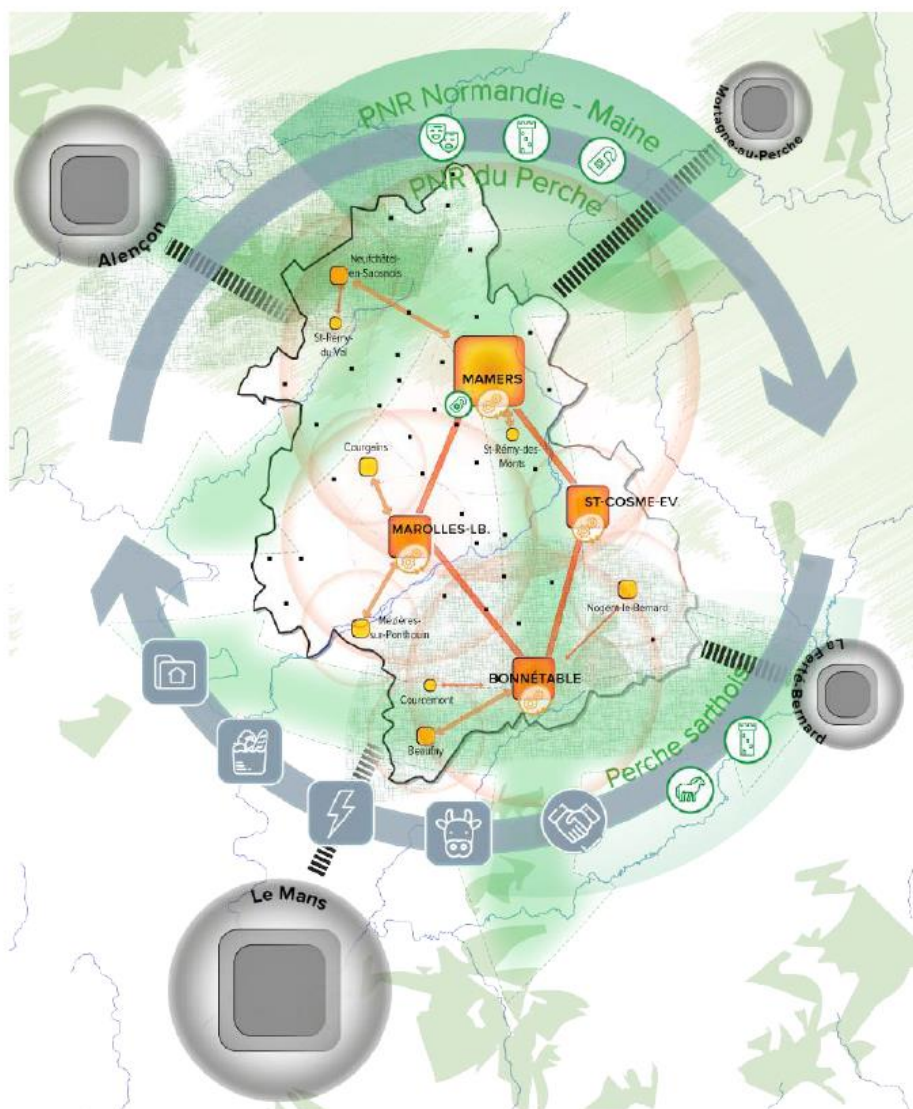 PNR Normandie - Maine
PNR du Perche
Mortagne-au-Perche
Alençon
Neufchâtel-
en-Saosnois
St-Rémy-
du Val
MAMERS
St-Rémy-des-
Monts
Courgains
ST-COSME-EV.
MAROLLES-LB.
Nogent-le-Bernard
Mézières-
sur-Ponthouin
La Ferté-Bernard
BONNÉTABLE
Courcemont
Beaufay
Perche sarthois
Le Mans